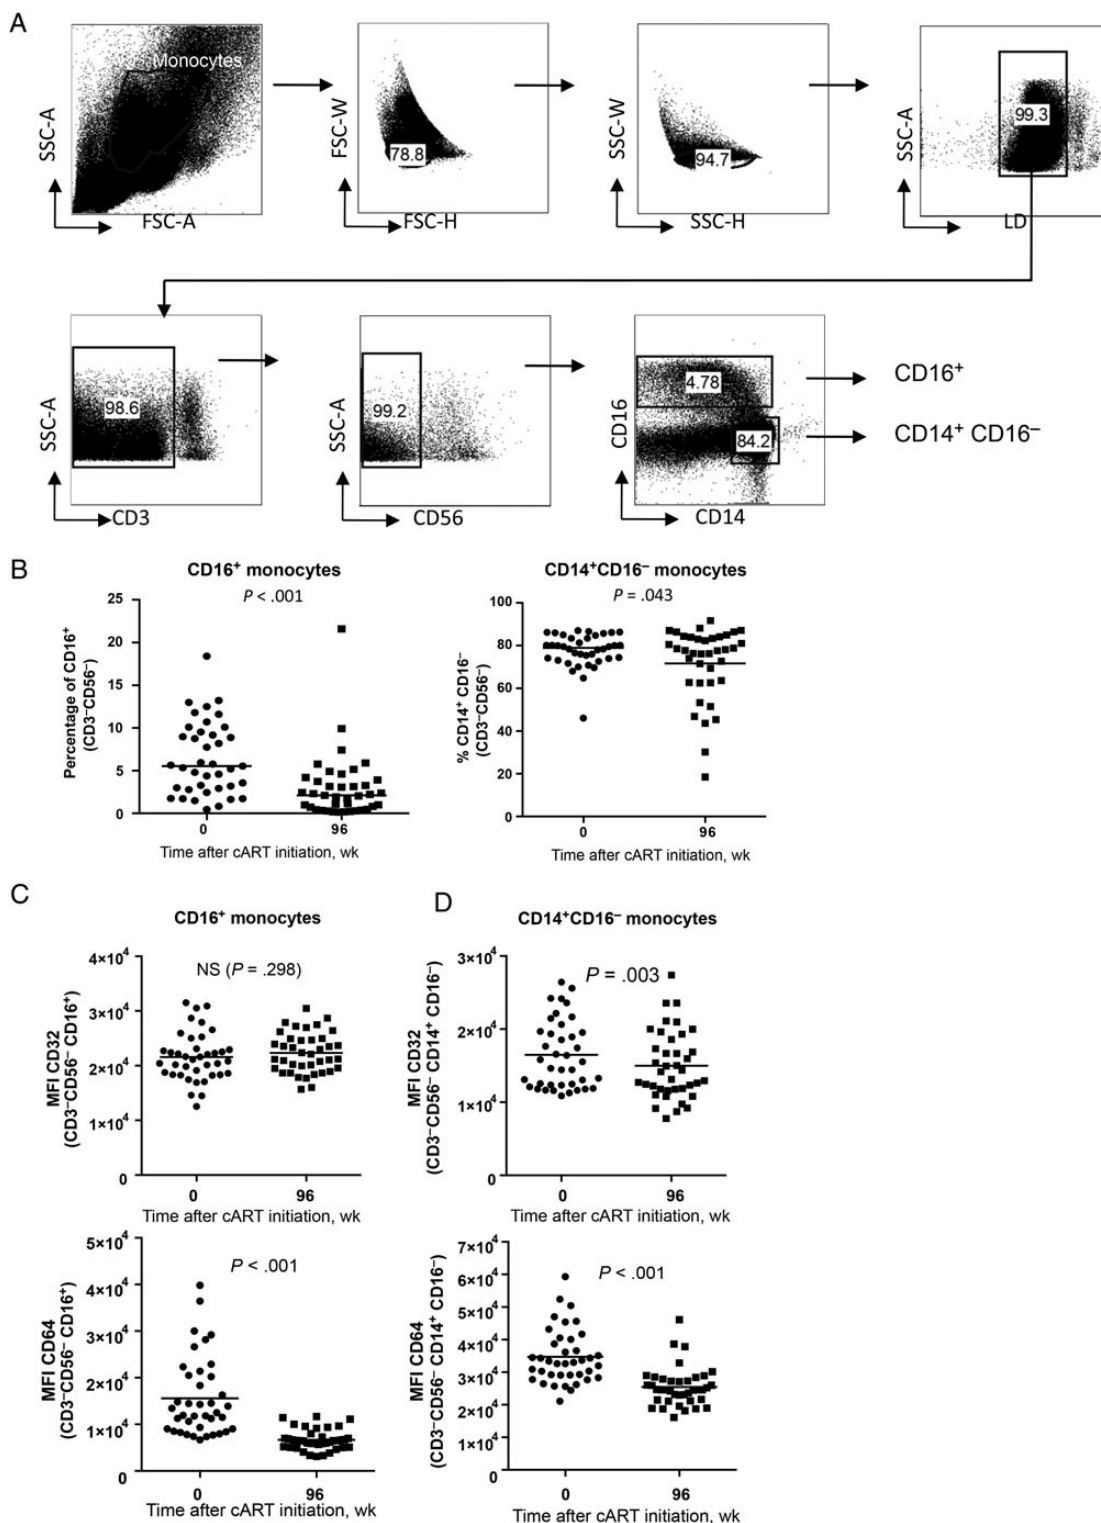 A
Monocytes
SSC-A
FSC-A
FSC-W
78.8
FSC-H
SSC-W
94.7
SSC-H
SSC-A
99.3
LD
SSC-A
98.6
CD3
SSC-A
99.2
CD56
CD16
4.78
84.2
CD14
CD16⁺
CD14⁺ CD16⁻
B
CD16⁺ monocytes
P < .001
Percentage of CD16⁺
(CD3⁻CD56⁻)
25
20
15
10
5
0
0
96
Time after cART initiation, wk
CD14⁺CD16⁻ monocytes
P = .043
% CD14⁺ CD16⁻
(CD3⁻CD56⁻)
100
80
60
40
20
0
0
96
Time after cART initiation, wk
C
CD16⁺ monocytes
NS (P = .298)
MFI CD32
(CD3⁻CD56⁻ CD16⁺)
4×10⁴
3×10⁴
2×10⁴
1×10⁴
0
0
96
Time after cART initiation, wk
D
CD14⁺CD16⁻ monocytes
P = .003
MFI CD32
(CD3⁻CD56⁻ CD14⁺ CD16⁻)
3×10⁴
2×10⁴
1×10⁴
0
0
96
Time after cART initiation, wk
P < .001
MFI CD64
(CD3⁻CD56⁻ CD16⁺)
5×10⁴
4×10⁴
3×10⁴
2×10⁴
1×10⁴
0
0
96
Time after cART initiation, wk
P < .001
MFI CD64
(CD3⁻CD56⁻ CD14⁺ CD16⁻)
7×10⁴
6×10⁴
5×10⁴
4×10⁴
3×10⁴
2×10⁴
1×10⁴
0
0
96
Time after cART initiation, wk